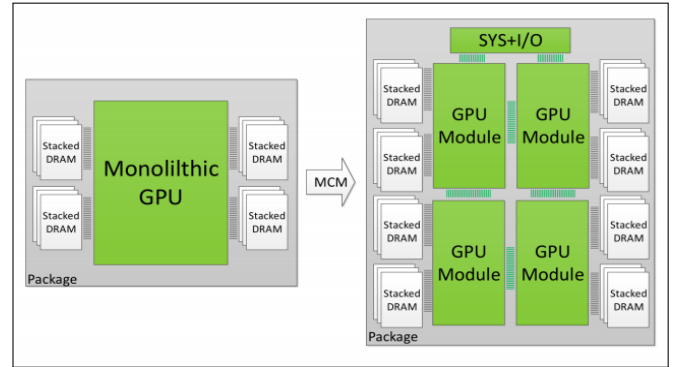 SYS+I/O
Stacked
DRAM
GPU
Module
GPU
Module
Stacked
DRAM
Stacked
DRAM
Monolilthic
GPU
Stacked
DRAM
Stacked
DRAM
Stacked
DRAM
MCM
Stacked
DRAM
Stacked
DRAM
Stacked
DRAM
GPU
Module
GPU
Module
Stacked
DRAM
Stacked
DRAM
Stacked
DRAM
Package
Package